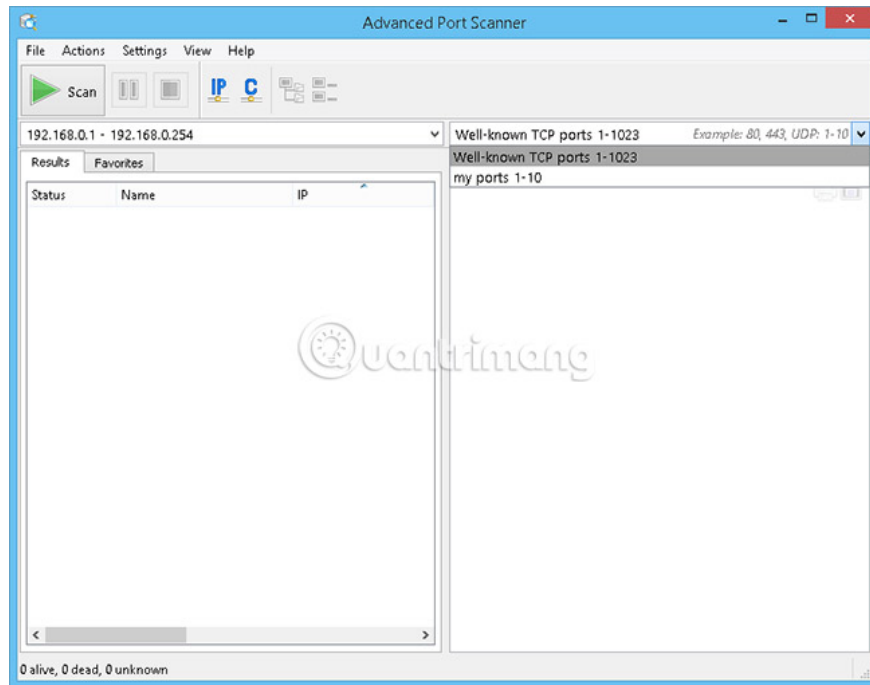 Advanced Port Scanner
File Actions Settings View Help
Scan IP C
192.168.0.1 - 192.168.0.254
Well-known TCP ports 1-1023 Example: 80, 443, UDP: 1-10
Well-known TCP ports 1-1023
my ports 1-10
Results Favorites
Status Name IP
Quantrimang
0 alive, 0 dead, 0 unknown